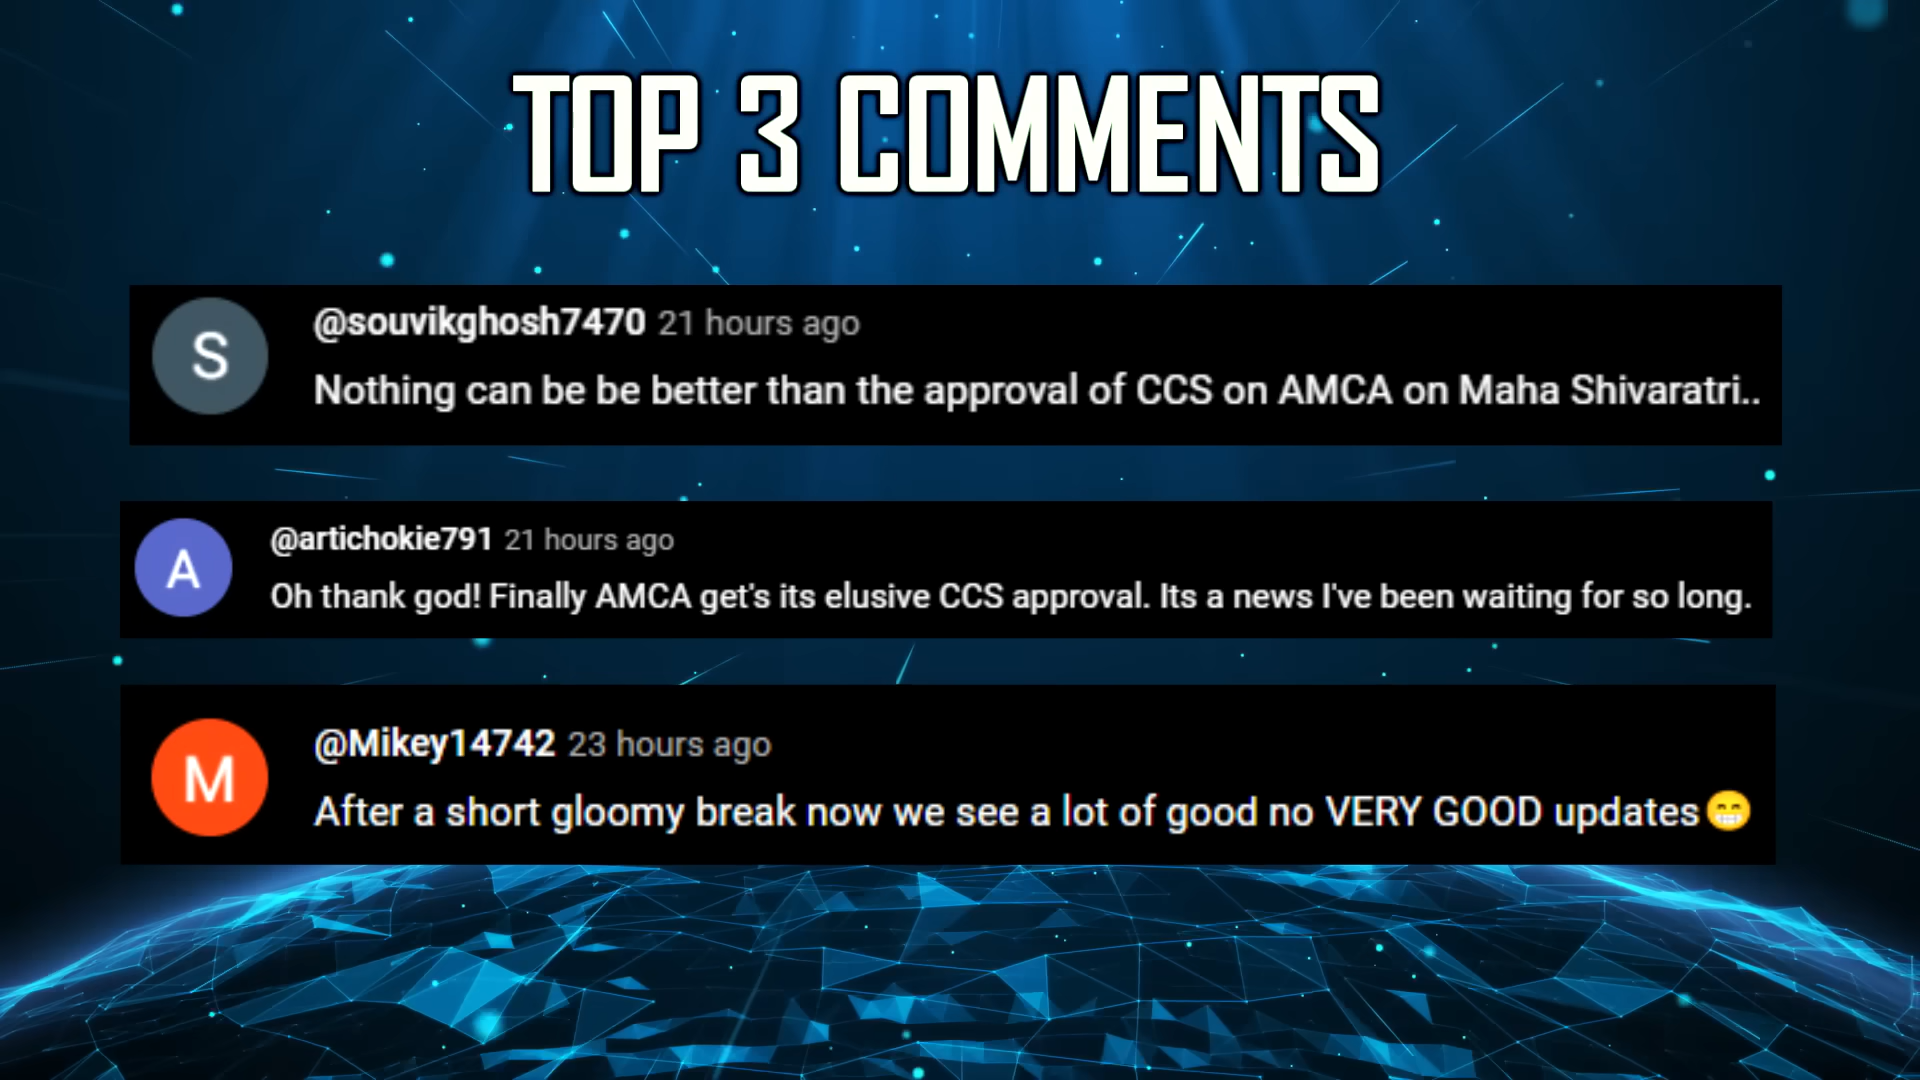 TOP 3 COMMENTS
S
@souvikghosh7470 21 hours ago
Nothing can be be better than the approval of CCS on AMCA on Maha Shivaratri..
A
@artichokie791 21 hours ago
Oh thank god! Finally AMCA get's its elusive CCS approval. Its a news I've been waiting for so long.
M
@Mikey14742 23 hours ago
After a short gloomy break now we see a lot of good no VERY GOOD updates😁